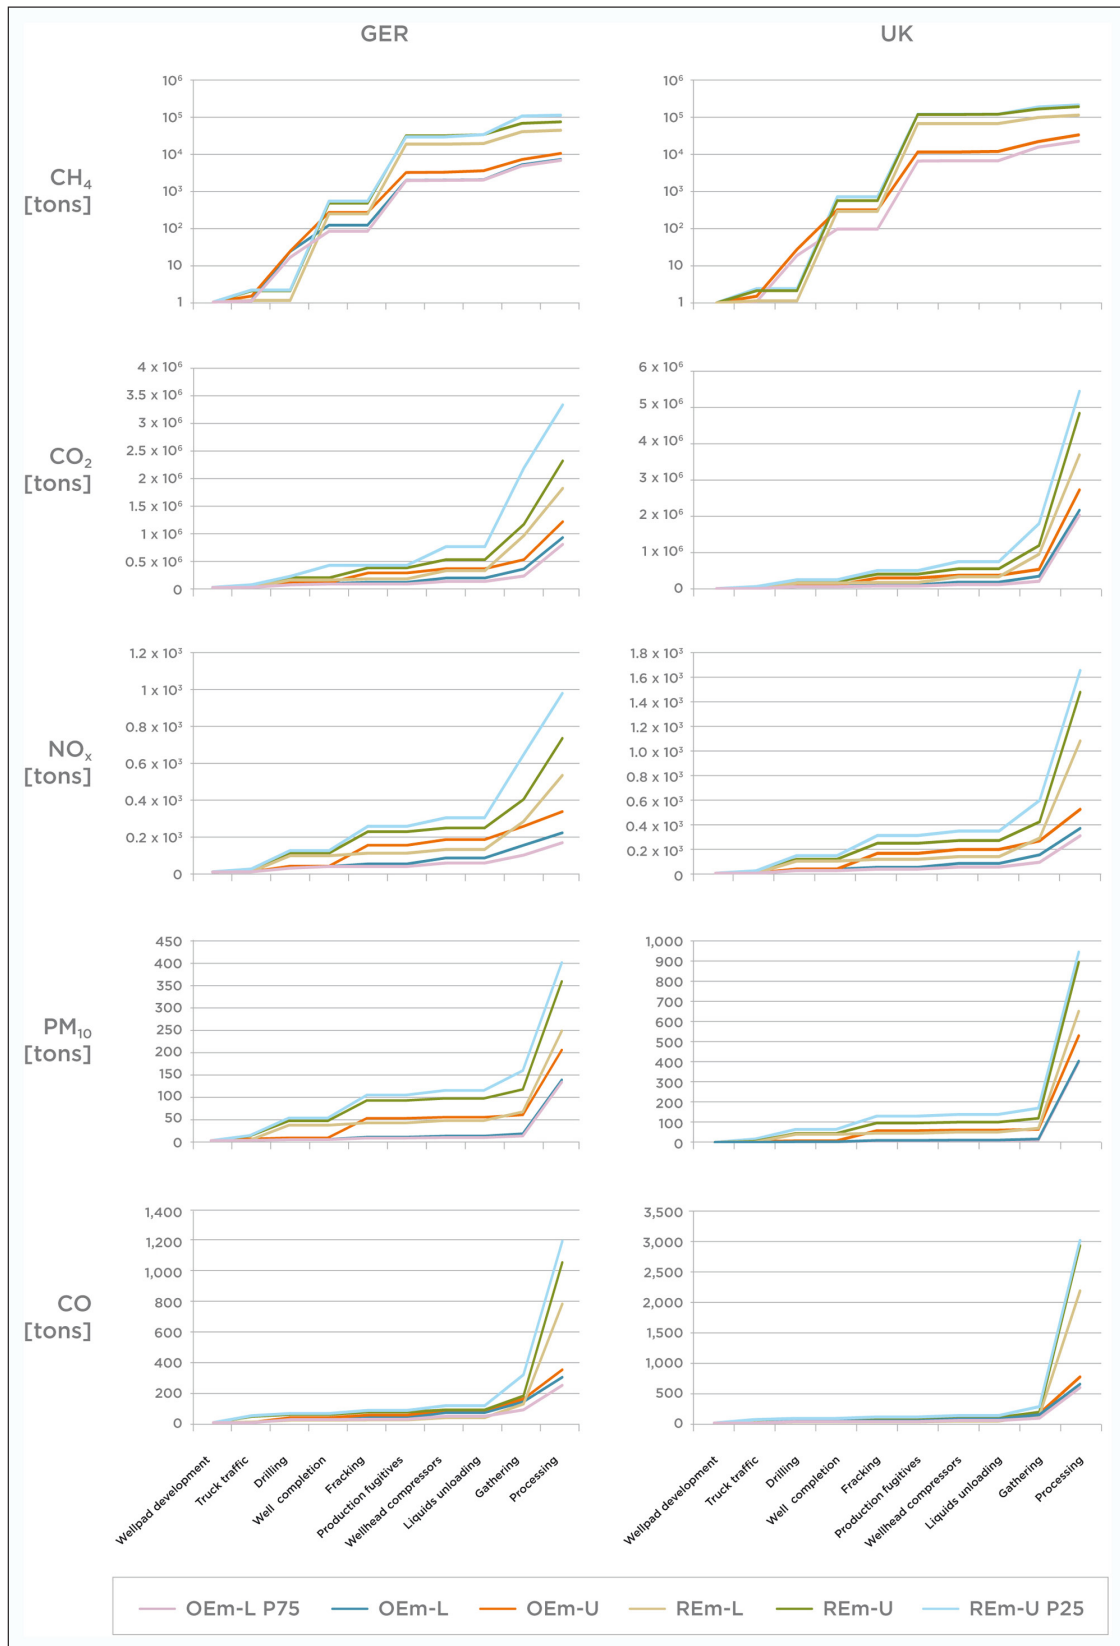 GER
UK
CH₄
[tons]
10⁶
10⁵
10⁴
10³
10²
10
1
10⁶
10⁵
10⁴
10³
10²
10
1
CO₂
[tons]
4 x 10⁶
3.5 x 10⁶
3 x 10⁶
2.5 x 10⁶
2 x 10⁶
1.5 x 10⁶
1 x 10⁶
0.5 x 10⁶
0
6 x 10⁶
5 x 10⁶
4 x 10⁶
3 x 10⁶
2 x 10⁶
1 x 10⁶
0
NOₓ
[tons]
1.2 x 10³
1 x 10³
0.8 x 10³
0.6 x 10³
0.4 x 10³
0.2 x 10³
0
1.8 x 10³
1.6 x 10³
1.4 x 10³
1.2 x 10³
1.0 x 10³
0.8 x 10³
0.6 x 10³
0.4 x 10³
0.2 x 10³
0
PM₁₀
[tons]
450
400
350
300
250
200
150
100
50
0
1,000
900
800
700
600
500
400
300
200
100
0
CO
[tons]
1,400
1,200
1,000
800
600
400
200
0
3,500
3,000
2,500
2,000
1,500
1,000
500
0
Wellpad development
Truck traffic
Drilling
Well completion
Fracking
Production fugitives
Wellhead compressors
Liquids unloading
Gathering
Processing
Wellpad development
Truck traffic
Drilling
Well completion
Fracking
Production fugitives
Wellhead compressors
Liquids unloading
Gathering
Processing
OEm-L P75
OEm-L
OEm-U
REm-L
REm-U
REm-U P25